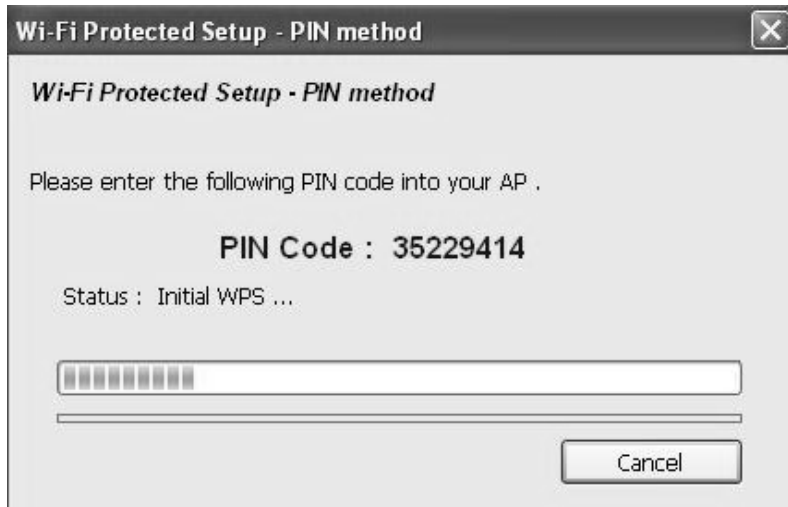 Wi-Fi Protected Setup - PIN method
Wi-Fi Protected Setup - PIN method
Please enter the following PIN code into your AP .
PIN Code : 35229414
Status : Initial WPS ...
Cancel